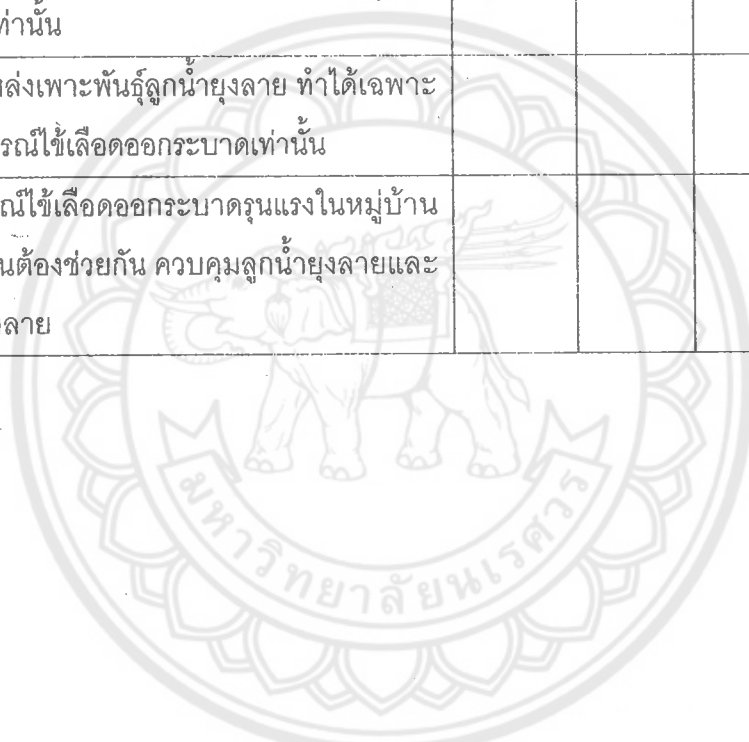 ท่านั้น
หล่งเพาะพันธุ์ลูกน้ำยุงลาย ทำได้เฉพาะ
รณ์ไข้เลือดออกระบาดเท่านั้น
ณ์ไข้เลือดออกระบาดรุนแรงในหมู่บ้าน
นต้องช่วยกัน ควบคุมลูกน้ำยุงลายและ
ลาย
มหาวิทยาลัยนเรศวร